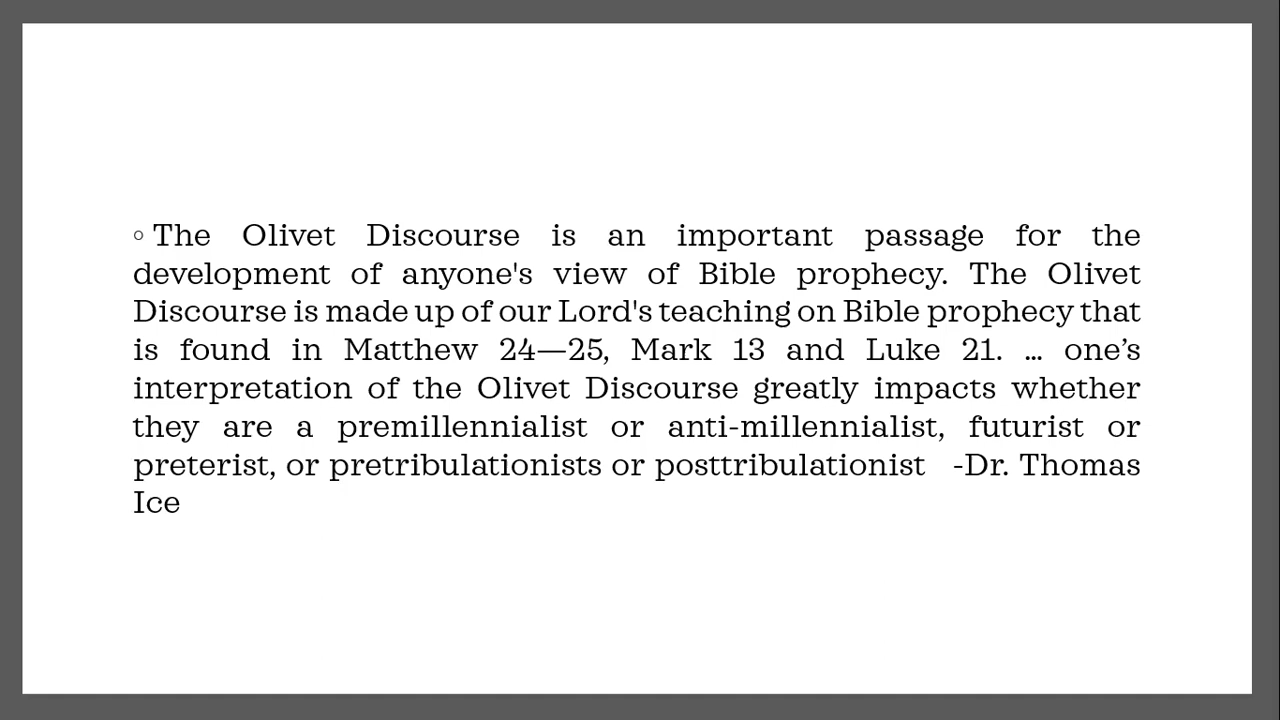 ◦ The Olivet Discourse is an important passage for the
development of anyone's view of Bible prophecy. The Olivet
Discourse is made up of our Lord's teaching on Bible prophecy that
is found in Matthew 24—25, Mark 13 and Luke 21. … one’s
interpretation of the Olivet Discourse greatly impacts whether
they are a premillennialist or anti-millennialist, futurist or
preterist, or pretribulationists or posttribulationist -Dr. Thomas
Ice